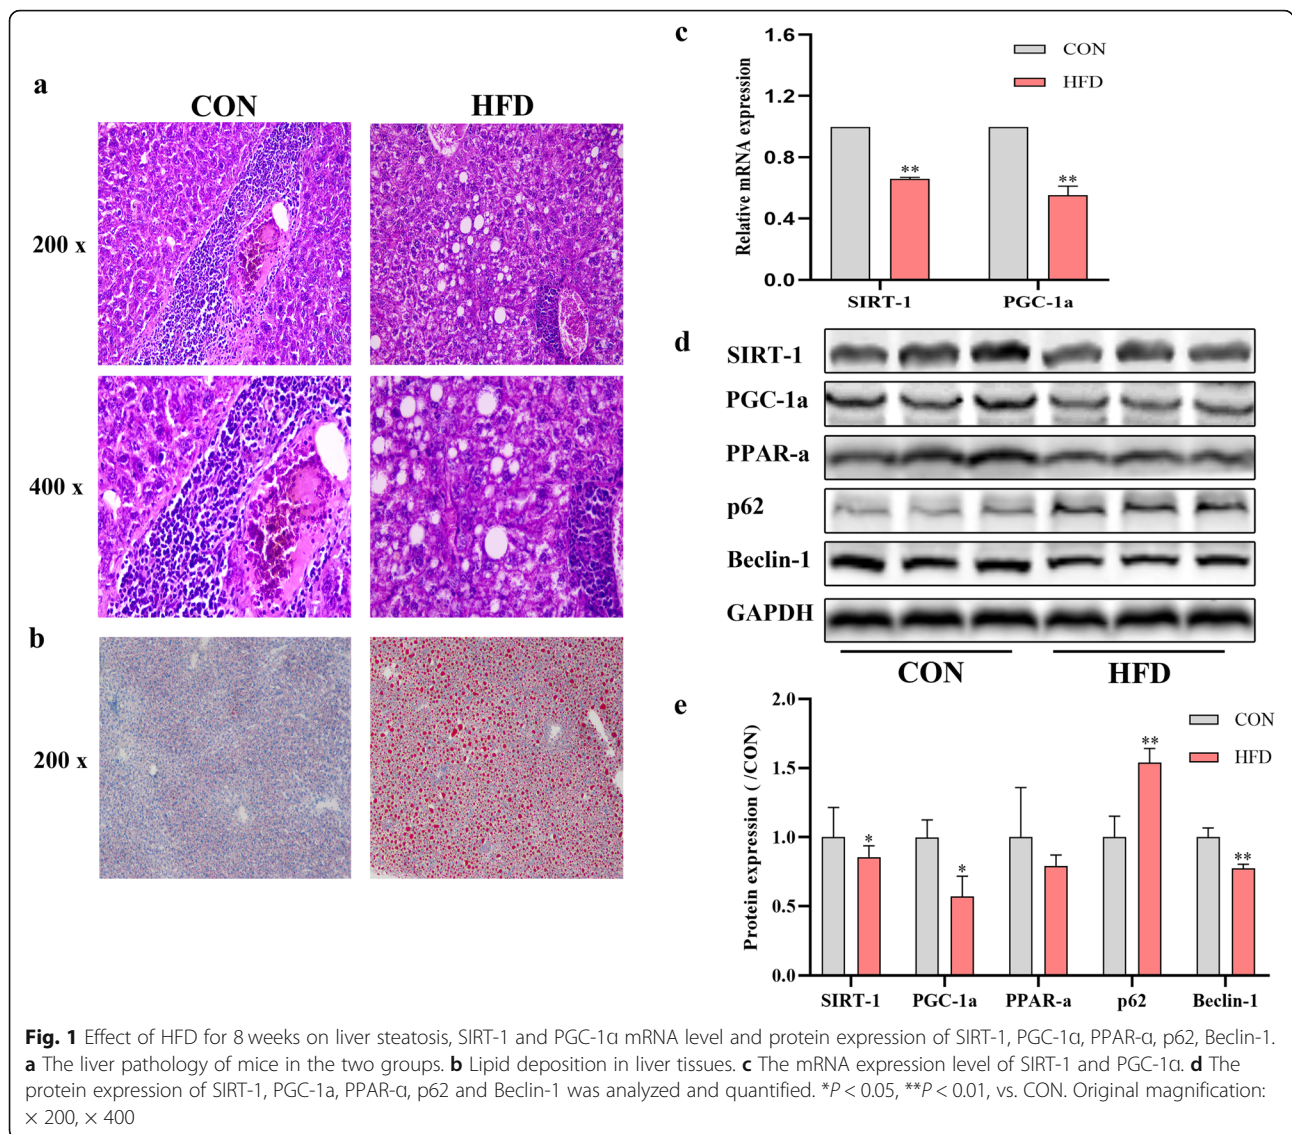 a
CON
HFD
200 x
400 x
b
200 x
c
Relative mRNA expression
1.6
1.2
0.8
0.4
0.0
CON
HFD
**
**
SIRT-1
PGC-1a
d
SIRT-1
PGC-1a
PPAR-a
p62
Beclin-1
GAPDH
CON
HFD
e
Protein expression ( /CON)
2.0
1.5
1.0
0.5
0.0
CON
HFD
*
*
**
**
SIRT-1
PGC-1a
PPAR-a
p62
Beclin-1
Fig. 1 Effect of HFD for 8 weeks on liver steatosis, SIRT-1 and PGC-1α mRNA level and protein expression of SIRT-1, PGC-1α, PPAR-α, p62, Beclin-1.
a The liver pathology of mice in the two groups. b Lipid deposition in liver tissues. c The mRNA expression level of SIRT-1 and PGC-1α. d The
protein expression of SIRT-1, PGC-1a, PPAR-α, p62 and Beclin-1 was analyzed and quantified. *P < 0.05, **P < 0.01, vs. CON. Original magnification:
× 200, × 400